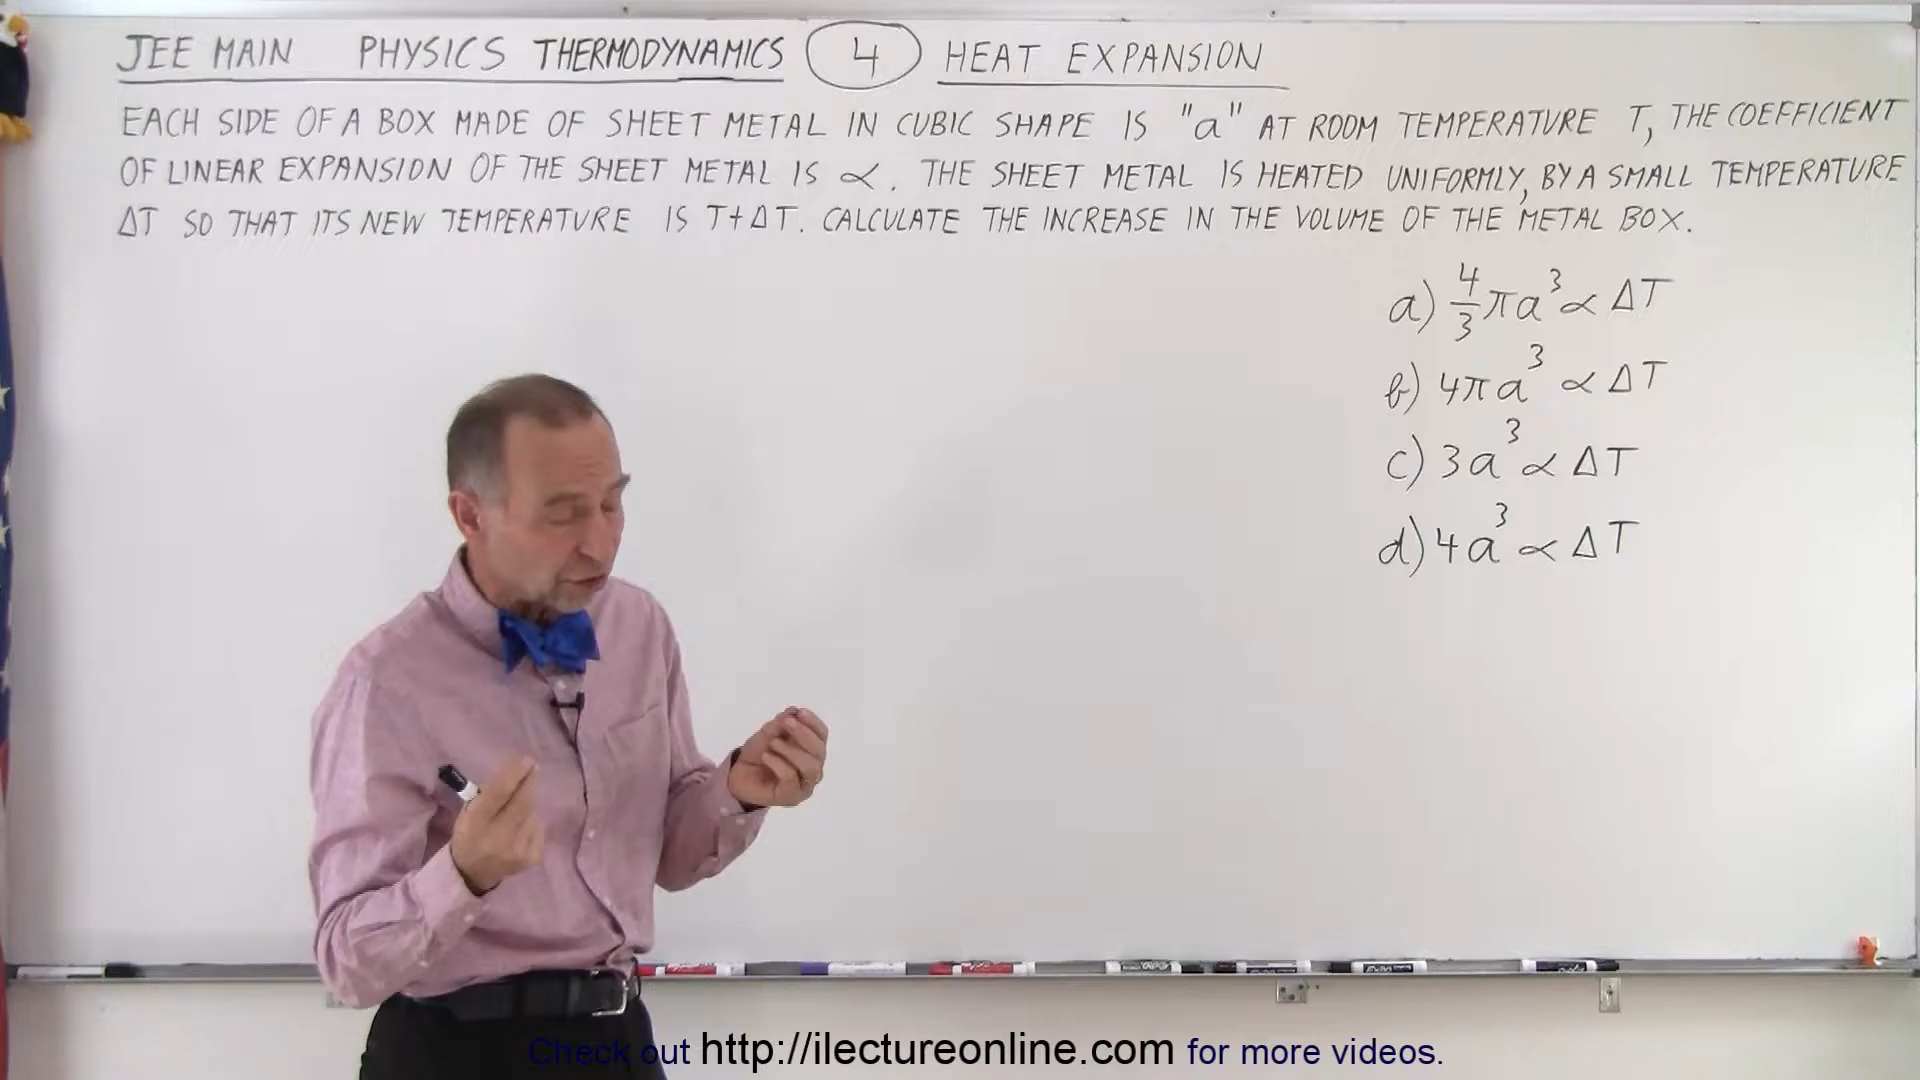 JEE MAIN PHYSICS THERMODYNAMICS 4 HEAT EXPANSION
EACH SIDE OF A BOX MADE OF SHEET METAL IN CUBIC SHAPE IS "a" AT ROOM TEMPERATURE T, THE COEFFICIENT
OF LINEAR EXPANSION OF THE SHEET METAL IS ∝. THE SHEET METAL IS HEATED UNIFORMLY, BY A SMALL TEMPERATURE
ΔT SO THAT ITS NEW TEMPERATURE IS T+ΔT. CALCULATE THE INCREASE IN THE VOLUME OF THE METAL BOX.
a) 4/3 πa³∝ΔT
b) 4πa³∝ΔT
c) 3a³∝ΔT
d) 4a³∝ΔT
Check out http://ilectureonline.com for more videos.